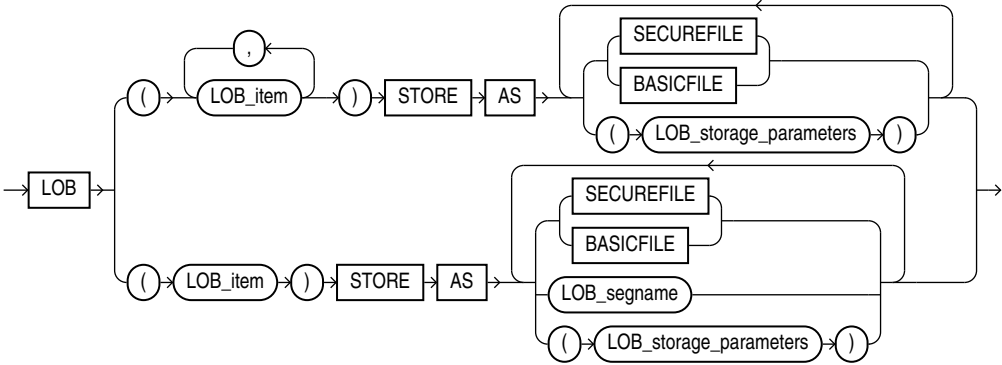 ,
SECUREFILE
BASICFILE
( LOB_item ) STORE AS
( LOB_storage_parameters )
LOB
SECUREFILE
BASICFILE
( LOB_item ) STORE AS
LOB_segname
( LOB_storage_parameters )